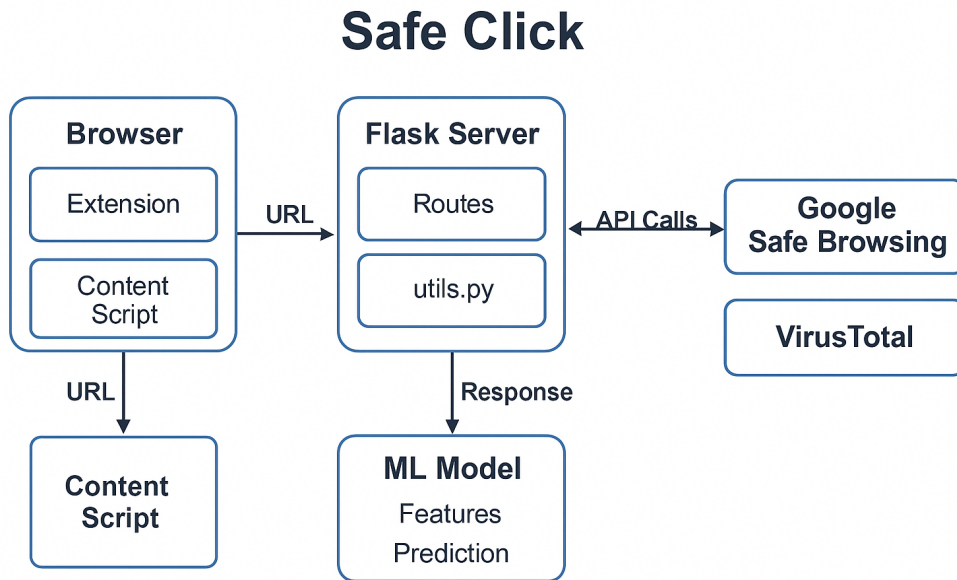 Safe Click
Browser
Extension
Content
Script
URL
Flask Server
Routes
utils.py
API Calls
Google
Safe Browsing
VirusTotal
URL
Response
Content
Script
ML Model
Features
Prediction